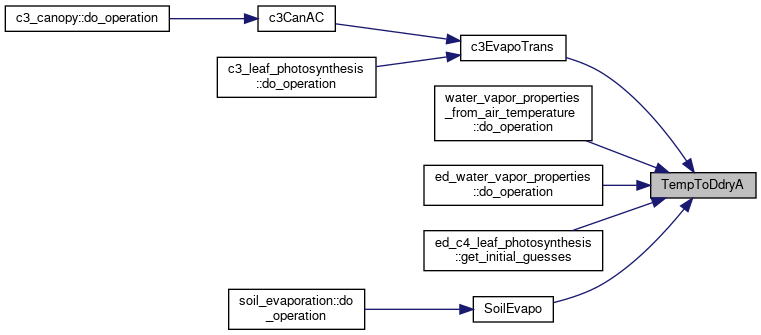 c3_canopy::do_operation
c3CanAC
c3EvapoTrans
c3_leaf_photosynthesis
::do_operation
water_vapor_properties
_from_air_temperature
::do_operation
ed_water_vapor_properties
::do_operation
TempToDdryA
ed_c4_leaf_photosynthesis
::get_initial_guesses
soil_evaporation::do
_operation
SoilEvapo